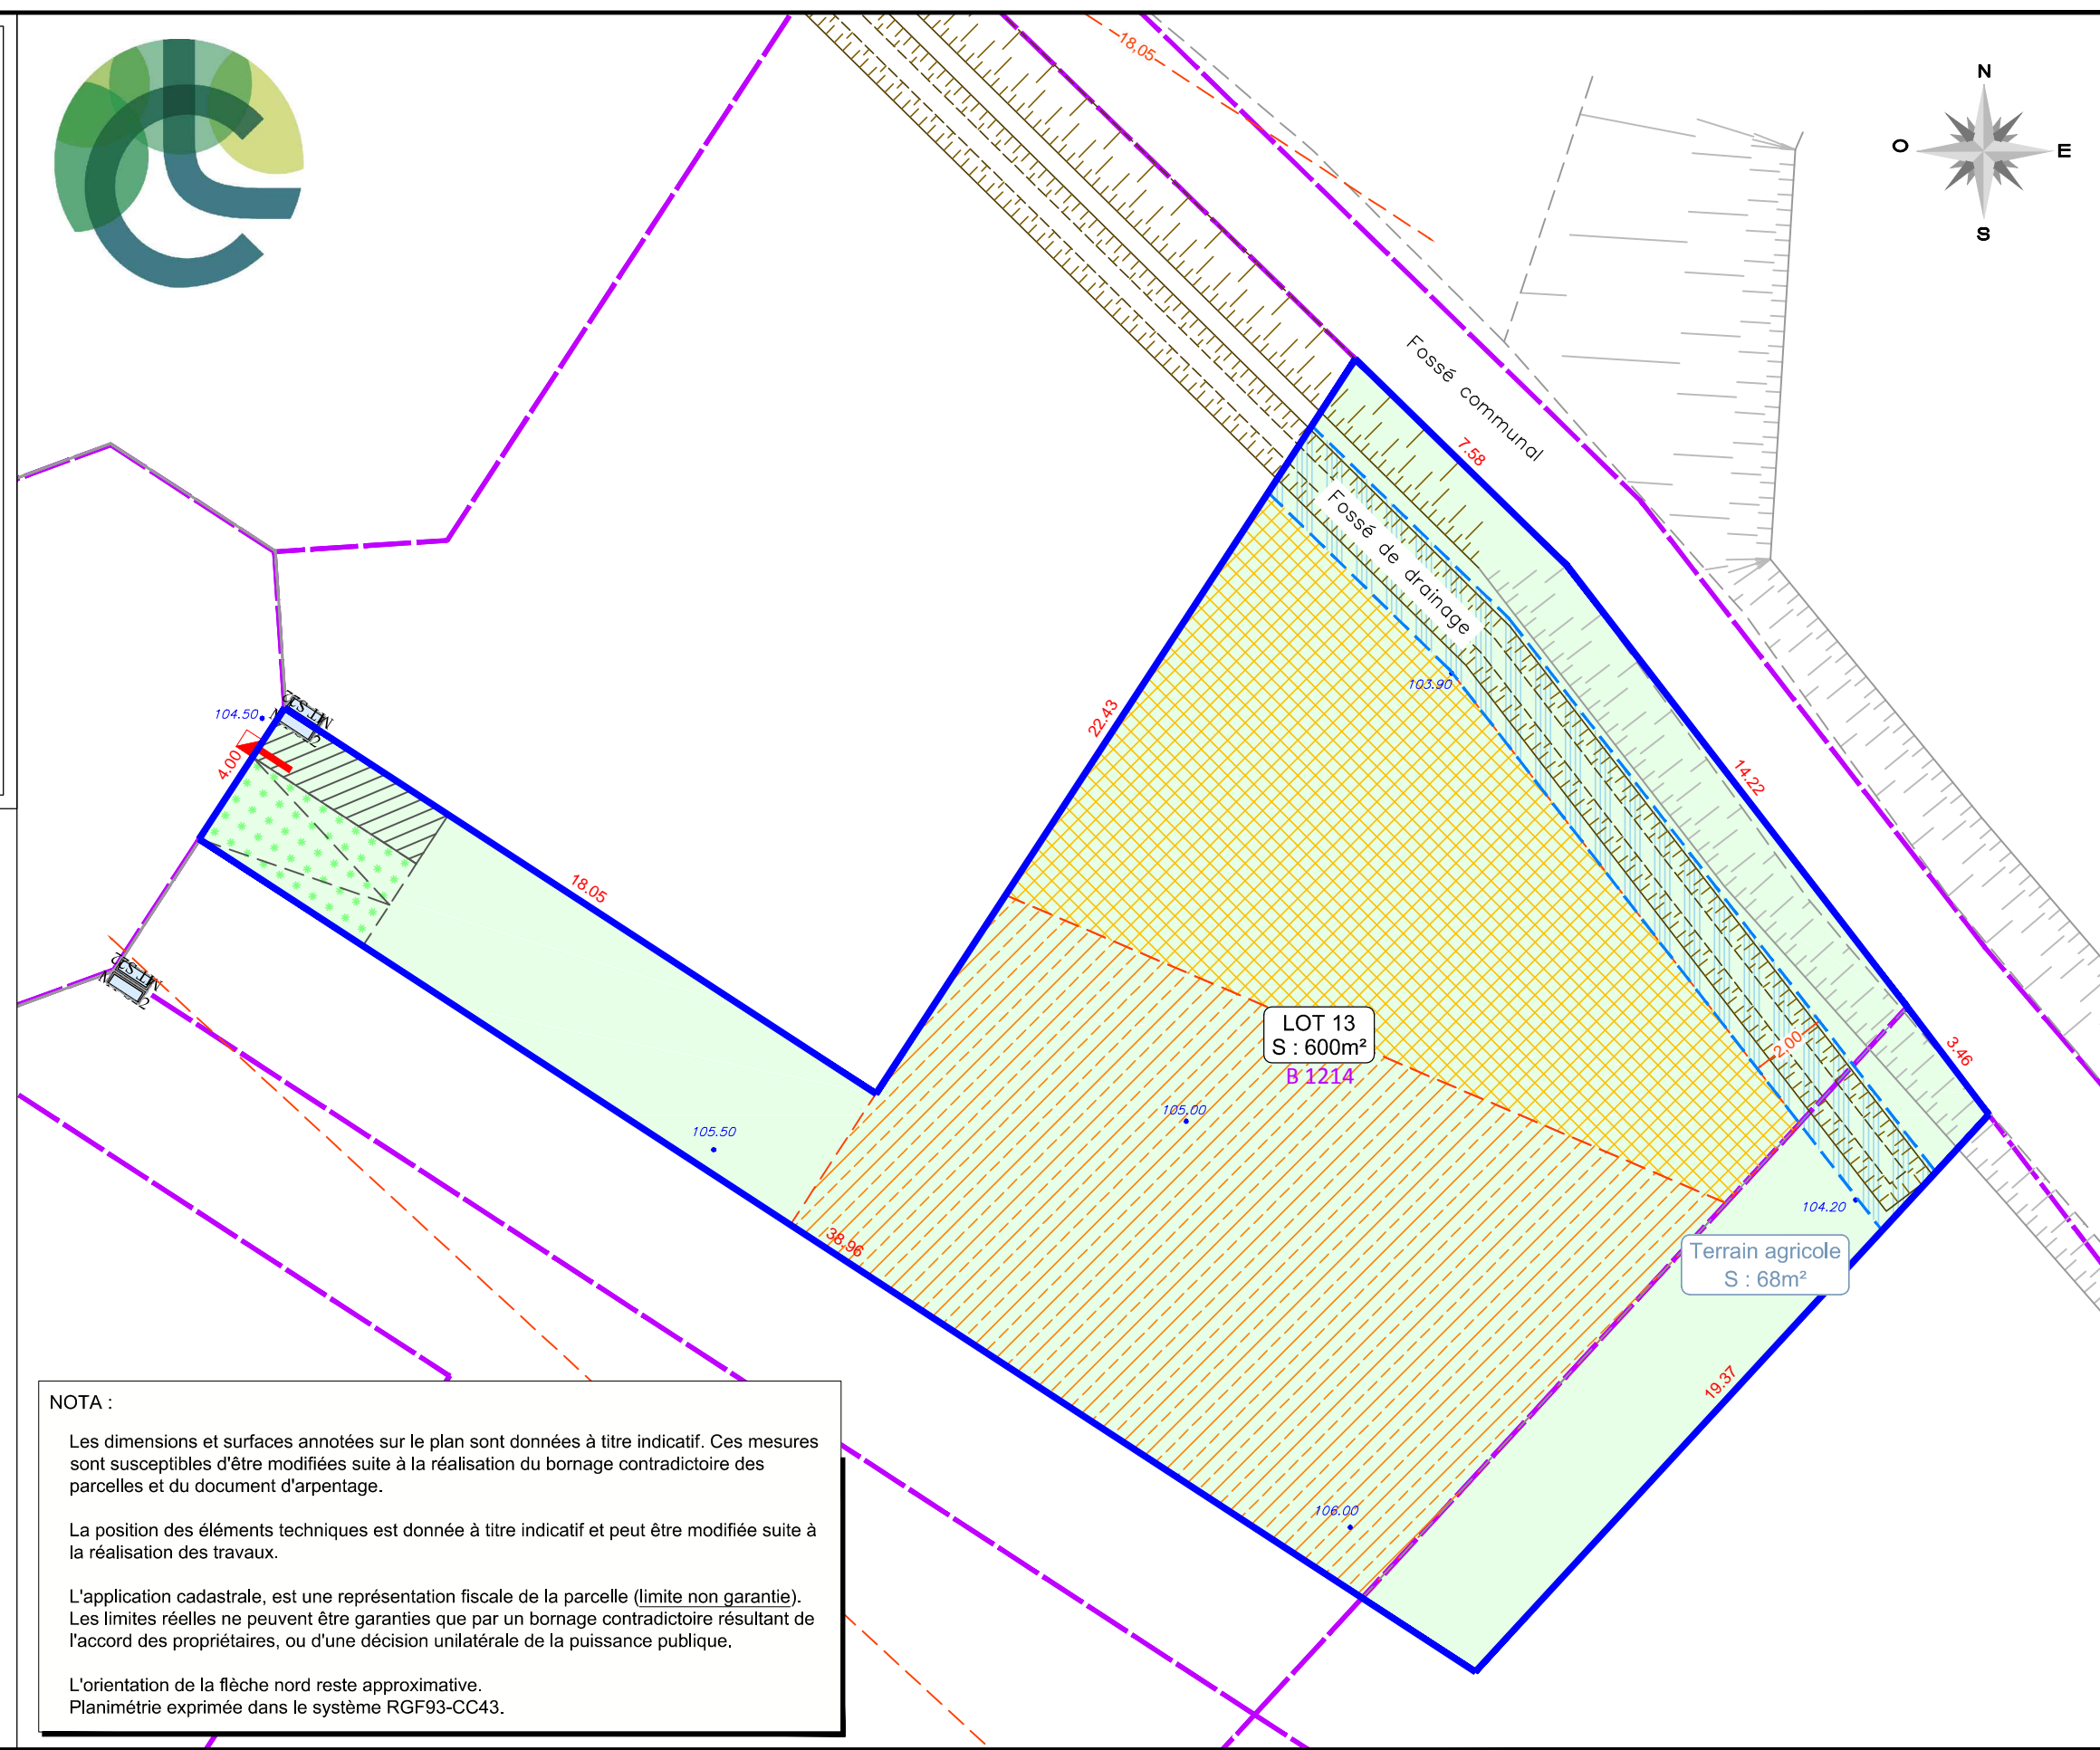 18,05
N
O
E
S
Fossé communal
7.58
Fossé de drainage
103.90
22.43
14.22
104.50
4.00
18.05
LOT 13
S : 600m²
B 1214
2.00
3.46
105.00
105.50
104.20
Terrain agricole
S : 68m²
38.96
19.37
106.00
NOTA :
Les dimensions et surfaces annotées sur le plan sont données à titre indicatif. Ces mesures
sont susceptibles d'être modifiées suite à la réalisation du bornage contradictoire des
parcelles et du document d'arpentage.
La position des éléments techniques est donnée à titre indicatif et peut être modifiée suite à
la réalisation des travaux.
L'application cadastrale, est une représentation fiscale de la parcelle (limite non garantie).
Les limites réelles ne peuvent être garanties que par un bornage contradictoire résultant de
l'accord des propriétaires, ou d'une décision unilatérale de la puissance publique.
L'orientation de la flèche nord reste approximative.
Planimétrie exprimée dans le système RGF93-CC43.